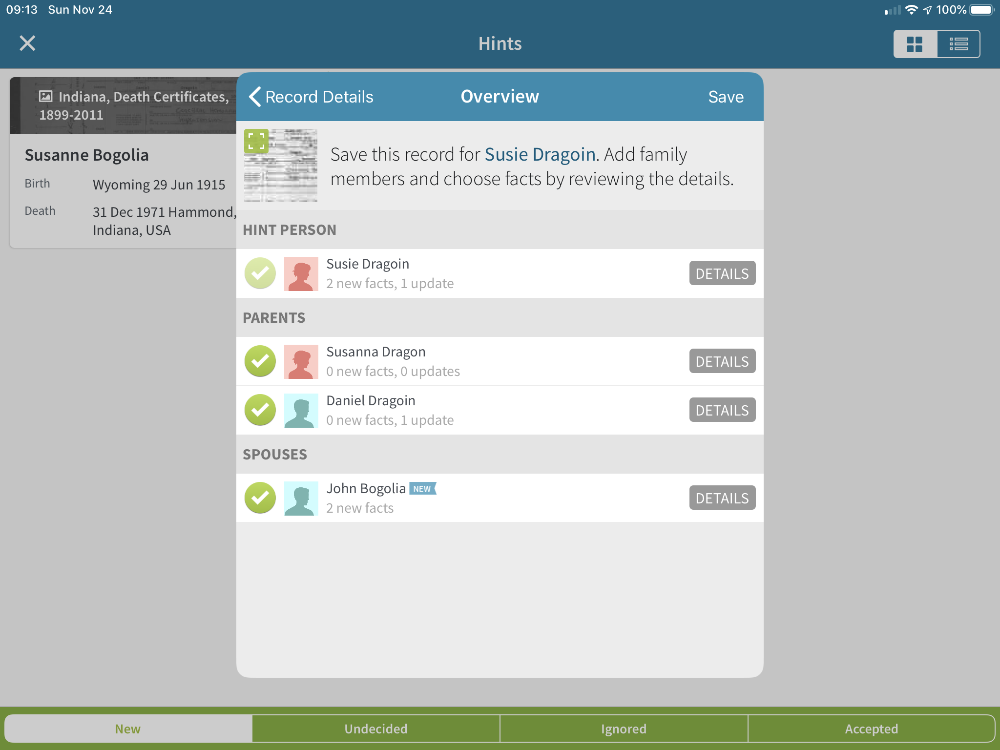 09:13 Sun Nov 24
100%
Hints
Indiana, Death Certificates,
1899-2011
Susanne Bogolia
Birth Wyoming 29 Jun 1915
Death 31 Dec 1971 Hammond,
Indiana, USA
Record Details
Overview
Save
Save this record for Susie Dragoin. Add family
members and choose facts by reviewing the details.
HINT PERSON
Susie Dragoin
2 new facts, 1 update
DETAILS
PARENTS
Susanna Dragon
0 new facts, 0 updates
DETAILS
Daniel Dragoin
0 new facts, 1 update
DETAILS
SPOUSES
John Bogolia NEW
2 new facts
DETAILS
New
Undecided
Ignored
Accepted